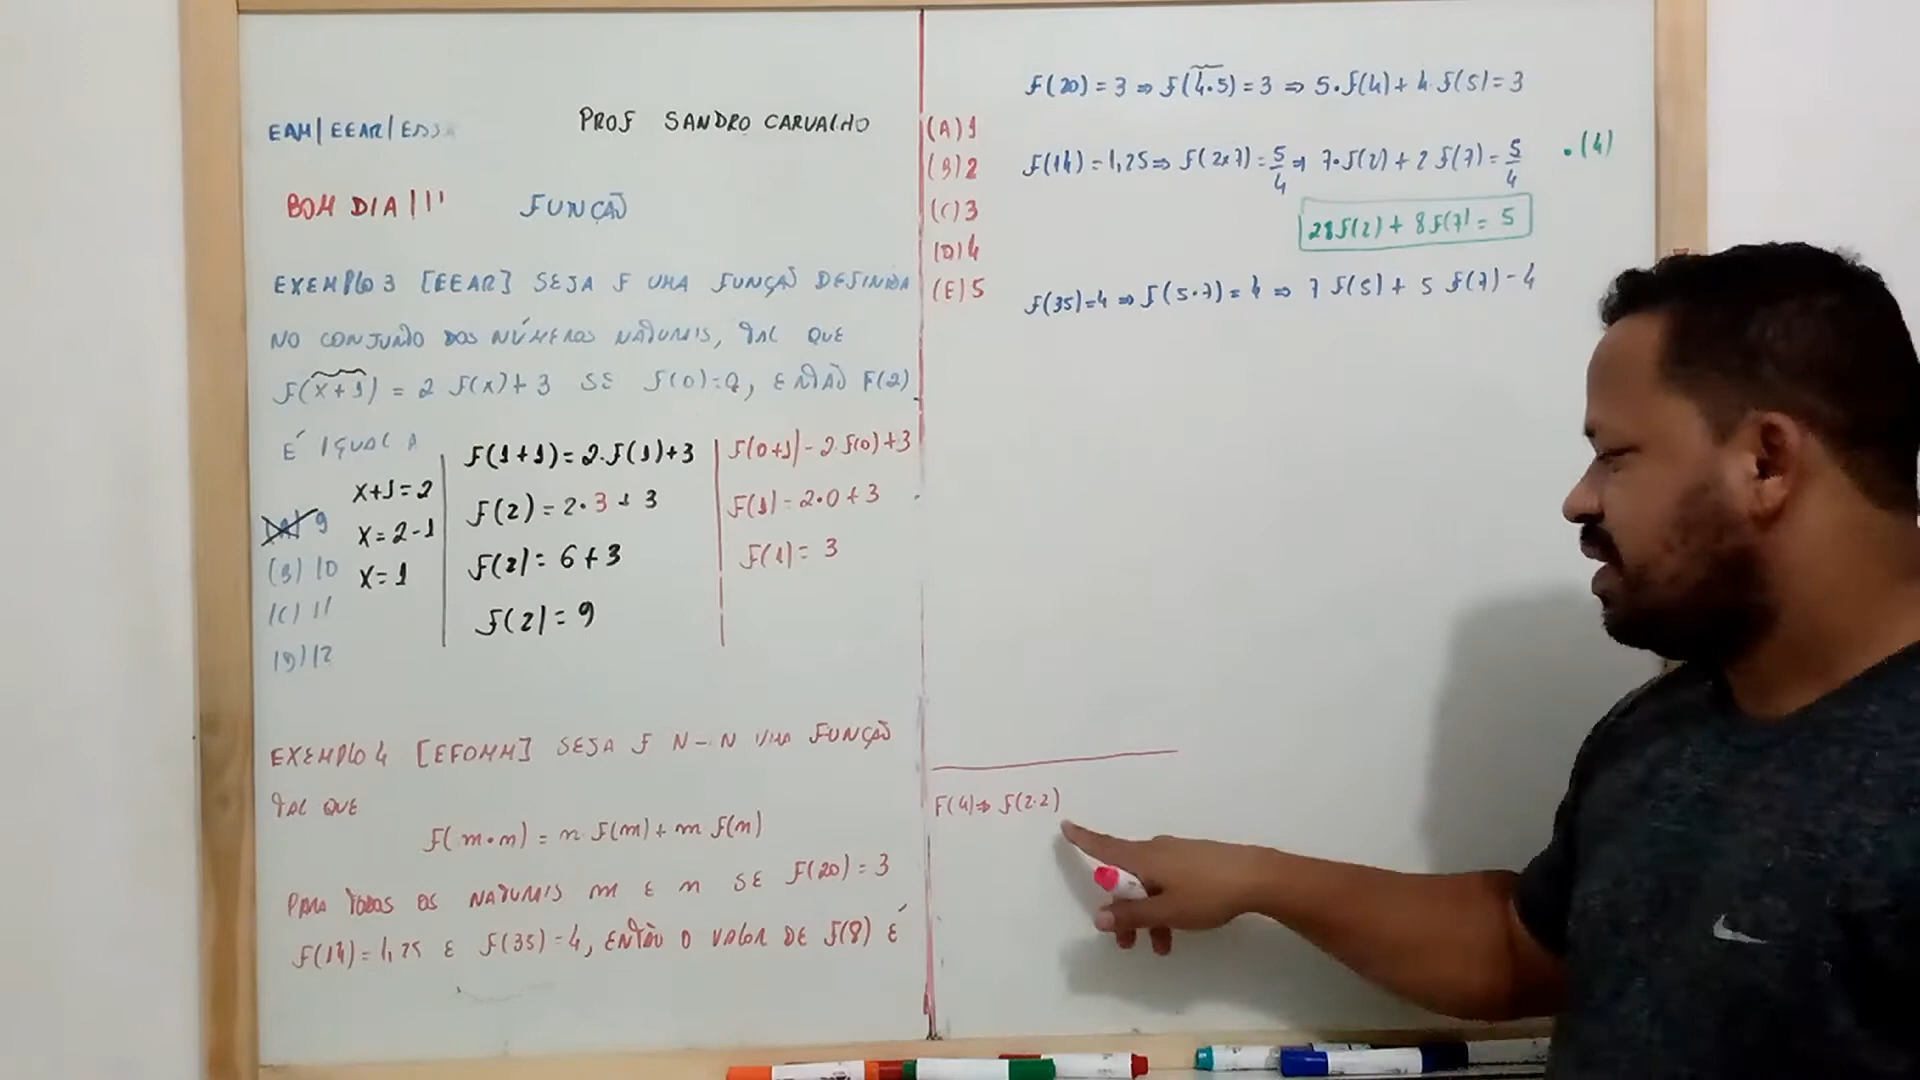 EAM/EEAR/ESSA
PROF SANDRO CARVALHO
BOM DIA!!!
FUNÇÃO
EXEMPLO 3 [EEAR] SEJA F UMA FUNÇÃO DEFINIDA
NO CONJUNTO DOS NÚMEROS NATURAIS, TAL QUE
F(x+1) = 2 F(x)+3 SE F(0)=0, ENTÃO F(2)
É IGUAL A
(A) 9
(B) 10
(C) 11
(D) 12
x+1=2
x=2-1
x=1
F(1+1)=2.F(1)+3
F(2)=2.3+3
F(2)=6+3
F(2)=9
F(0+1)=2.F(0)+3
F(1)=2.0+3
F(1)=3
EXEMPLO 4 [EFOMM] SEJA F N→N UMA FUNÇÃO
TAL QUE
F(m.n) = n.F(m)+m F(n)
PARA TODOS OS NATURAIS m E n SE F(20)=3
F(14)=1,25 E F(35)=4, ENTÃO O VALOR DE F(8) É
(A) 1
(B) 2
(C) 3
(D) 4
(E) 5
F(20)=3 ⇒ F(4.5)=3 ⇒ 5.F(4)+4.F(5)=3
F(14)=1,25 ⇒ F(2x7)=5/4 ⇒ 7.F(2)+2F(7)=5/4 .(4)
28F(2)+8F(7)=5
F(35)=4 ⇒ F(5.7)=4 ⇒ 7 F(5)+5 F(7)=4
F(4)⇒ F(2.2)